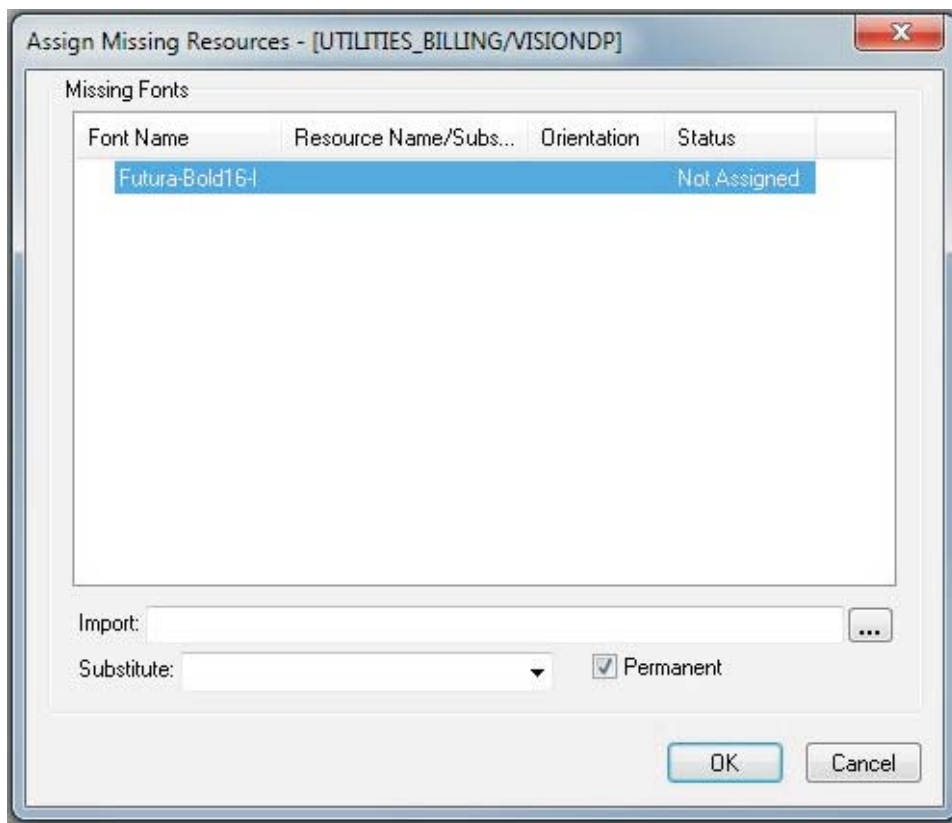 Assign Missing Resources - [UTILITIES_BILLING/VISIONDP]
Missing Fonts
Font Name Resource Name/Subs... Orientation Status
Futura-Bold16-I Not Assigned
Import: ...
Substitute: Permanent
OK Cancel